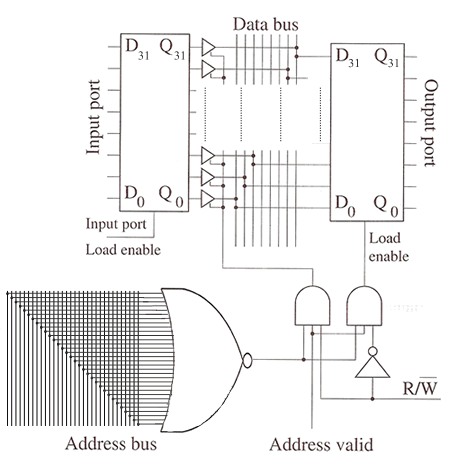 Data bus
D31 Q31
D31 Q31
Input port
Output port
D0 Q0
D0 Q0
Input port
Load enable
Load
enable
R/W̅
Address bus
Address valid